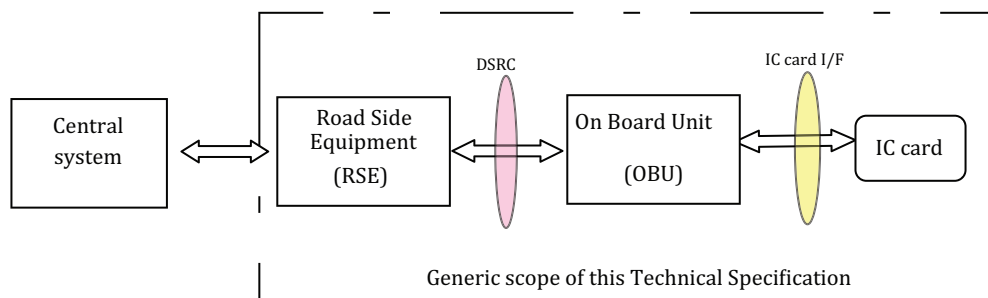 DSRC
IC card I/F
Central
system
Road Side
Equipment
(RSE)
On Board Unit
(OBU)
IC card
Generic scope of this Technical Specification